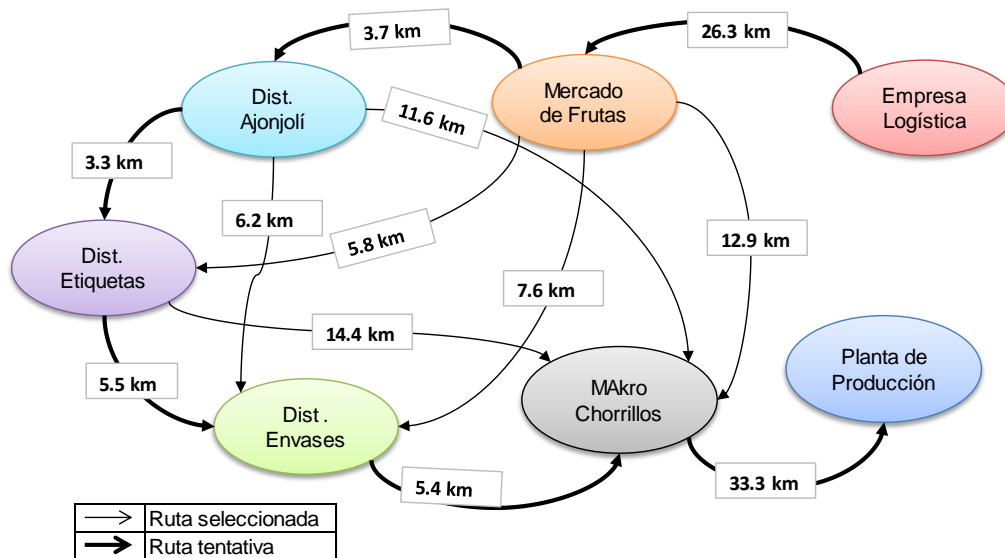 3.7 km
26.3 km
Dist.
Ajonjolí
Mercado
de Frutas
Empresa
Logística
11.6 km
3.3 km
6.2 km
5.8 km
12.9 km
Dist.
Etiquetas
7.6 km
14.4 km
5.5 km
MAkro
Chorrillos
Planta de
Producción
Dist .
Envases
5.4 km
33.3 km
Ruta seleccionada
Ruta tentativa